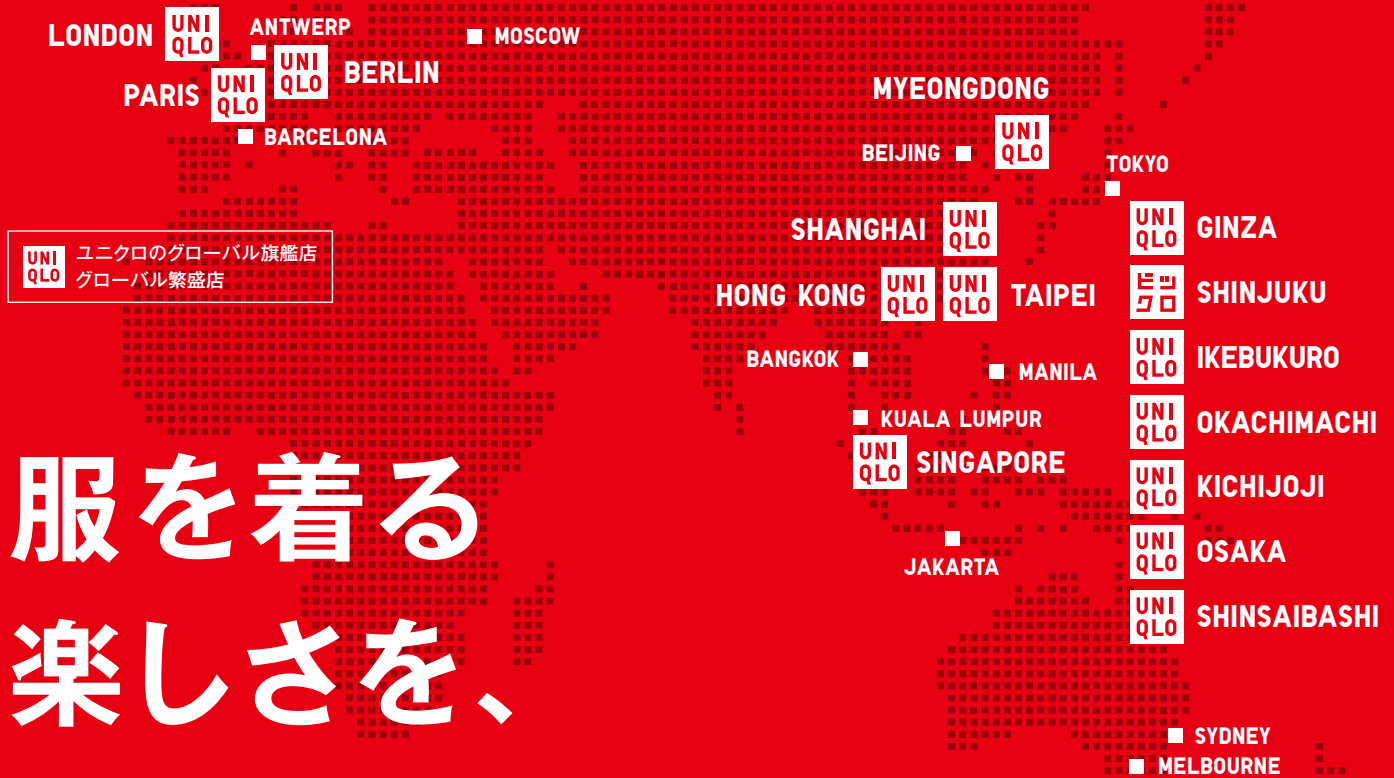 LONDON
UNI
QLO
ANTWERP
MOSCOW
UNI
QLO
BERLIN
PARIS
UNI
QLO
BARCELONA
MYEONGDONG
UNI
QLO
BEIJING
TOKYO
SHANGHAI
UNI
QLO
UNI
QLO
GINZA
UNI
QLO
ユニクロのグローバル旗艦店
グローバル繁盛店
HONG KONG
UNI
QLO
UNI
QLO
TAIPEI
ビッ
クロ
SHINJUKU
BANGKOK
MANILA
UNI
QLO
IKEBUKURO
KUALA LUMPUR
UNI
QLO
OKACHIMACHI
UNI
QLO
SINGAPORE
UNI
QLO
KICHIJOJI
JAKARTA
UNI
QLO
OSAKA
UNI
QLO
SHINSAIBASHI
服を着る
楽しさを、
SYDNEY
MELBOURNE